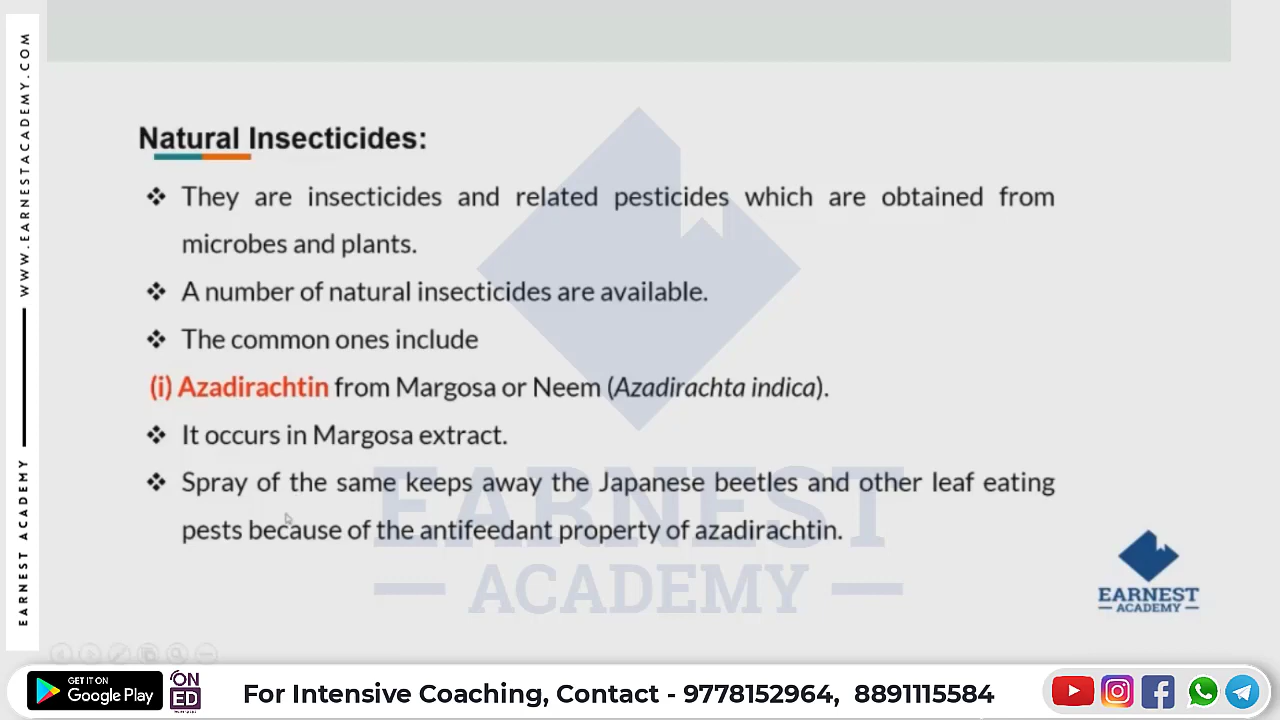 WWW.EARNESTACADEMY.COM
EARNEST ACADEMY
Natural Insecticides:
❖ They are insecticides and related pesticides which are obtained from
microbes and plants.
❖ A number of natural insecticides are available.
❖ The common ones include
(i) Azadirachtin from Margosa or Neem (Azadirachta indica).
❖ It occurs in Margosa extract.
❖ Spray of the same keeps away the Japanese beetles and other leaf eating
pests because of the antifeedant property of azadirachtin.
EARNEST
ACADEMY
EARNEST
ACADEMY
GET IT ON
Google Play
ON
ED
For Intensive Coaching, Contact - 9778152964, 8891115584